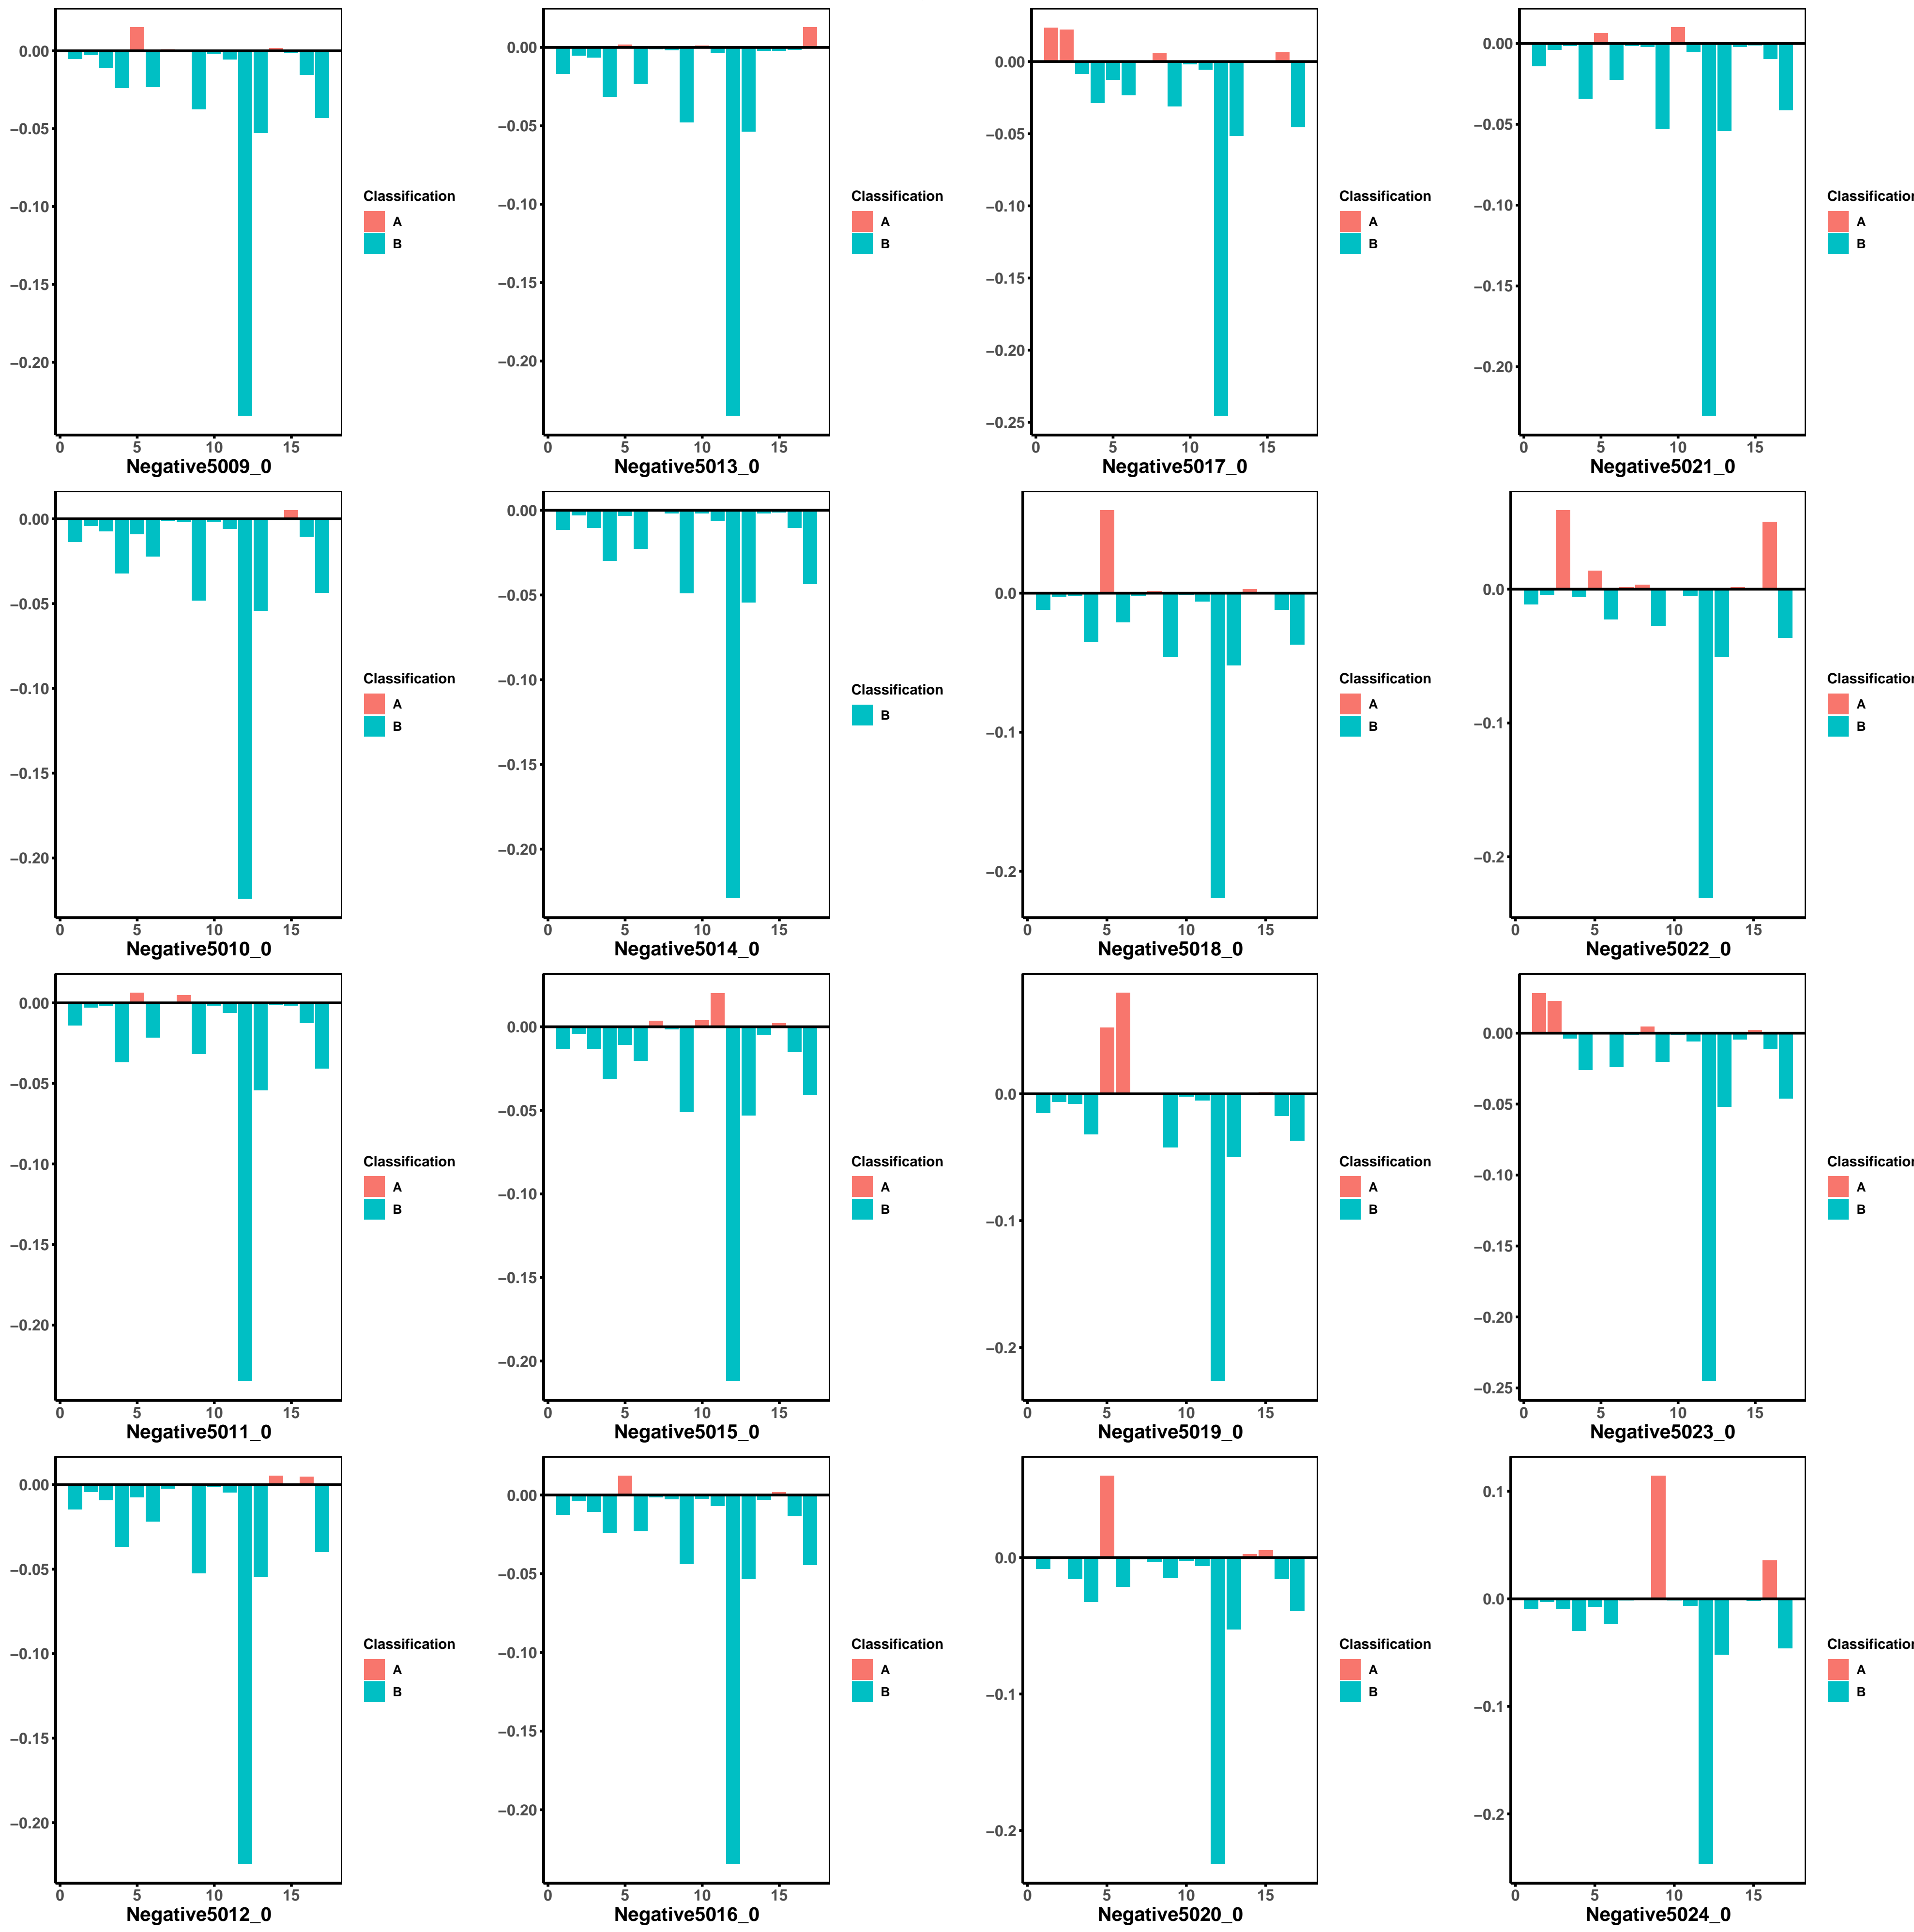 0.00
−0.05
−0.10
−0.15
−0.20
0 5 10 15
Negative5009_0
Classification
A
B
0.00
−0.05
−0.10
−0.15
−0.20
0 5 10 15
Negative5013_0
Classification
A
B
0.00
−0.05
−0.10
−0.15
−0.20
−0.25
0 5 10 15
Negative5017_0
Classification
A
B
0.00
−0.05
−0.10
−0.15
−0.20
0 5 10 15
Negative5021_0
Classification
A
B
0.00
−0.05
−0.10
−0.15
−0.20
0 5 10 15
Negative5010_0
Classification
A
B
0.00
−0.05
−0.10
−0.15
−0.20
0 5 10 15
Negative5014_0
Classification
B
0.0
−0.1
−0.2
0 5 10 15
Negative5018_0
Classification
A
B
0.0
−0.1
−0.2
0 5 10 15
Negative5022_0
Classification
A
B
0.00
−0.05
−0.10
−0.15
−0.20
0 5 10 15
Negative5011_0
Classification
A
B
0.00
−0.05
−0.10
−0.15
−0.20
0 5 10 15
Negative5015_0
Classification
A
B
0.0
−0.1
−0.2
0 5 10 15
Negative5019_0
Classification
A
B
0.00
−0.05
−0.10
−0.15
−0.20
−0.25
0 5 10 15
Negative5023_0
Classification
A
B
0.00
−0.05
−0.10
−0.15
−0.20
0 5 10 15
Negative5012_0
Classification
A
B
0.00
−0.05
−0.10
−0.15
−0.20
0 5 10 15
Negative5016_0
Classification
A
B
0.0
−0.1
−0.2
0 5 10 15
Negative5020_0
Classification
A
B
0.1
0.0
−0.1
−0.2
0 5 10 15
Negative5024_0
Classification
A
B